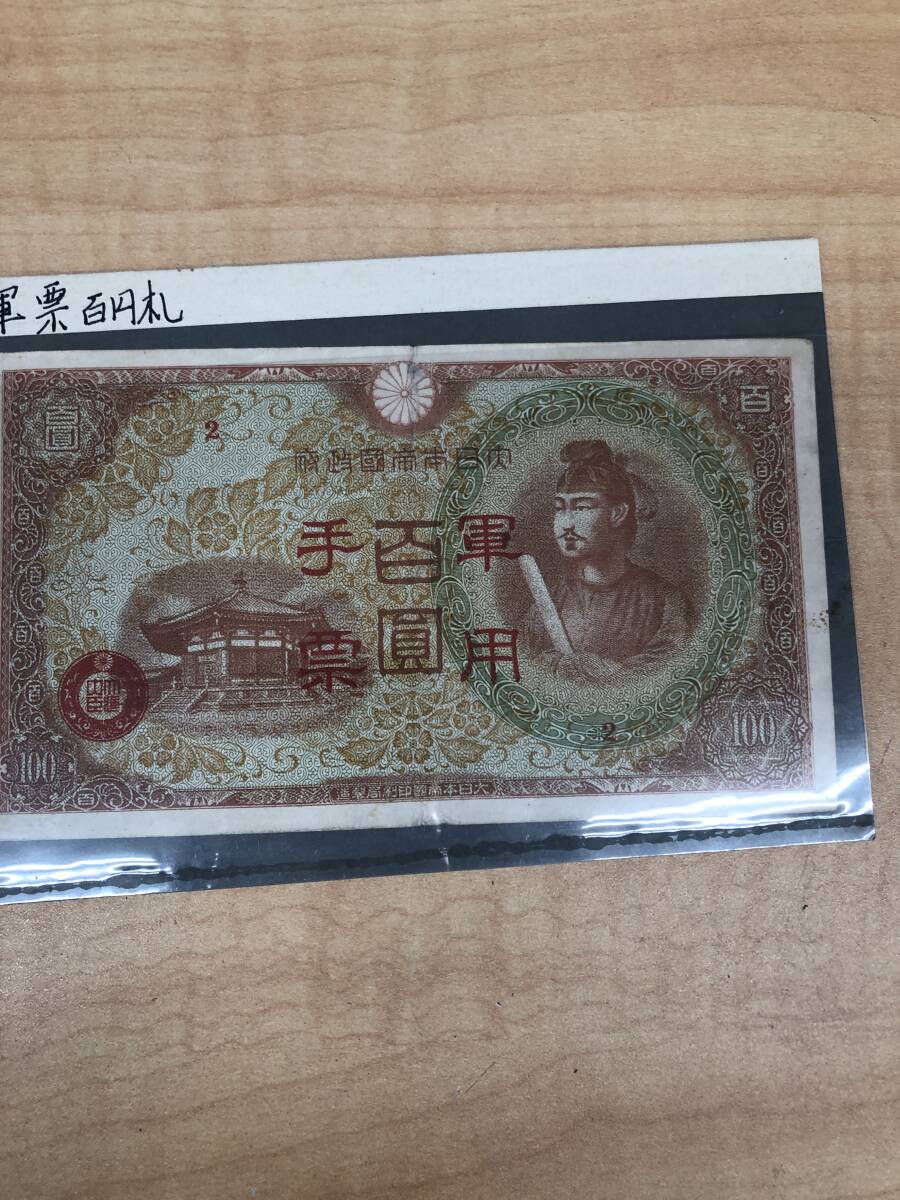 軍票百円札
百圓
百
2
大日本帝國政府
軍用
百圓
手票
2
100
100
大日本帝國印刷局製造